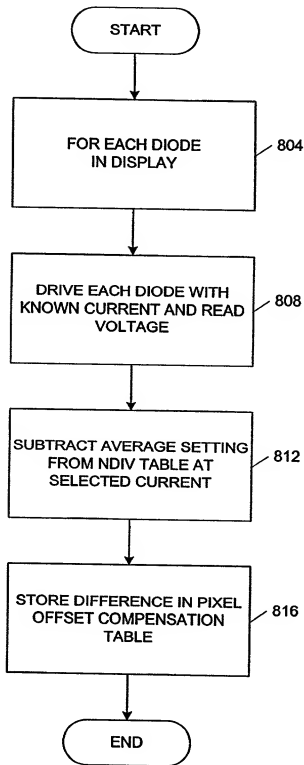 START
FOR EACH DIODE
IN DISPLAY
804
DRIVE EACH DIODE WITH
KNOWN CURRENT AND READ
VOLTAGE
808
SUBTRACT AVERAGE SETTING
FROM NDIV TABLE AT
SELECTED CURRENT
812
STORE DIFFERENCE IN PIXEL
OFFSET COMPENSATION
TABLE
816
END